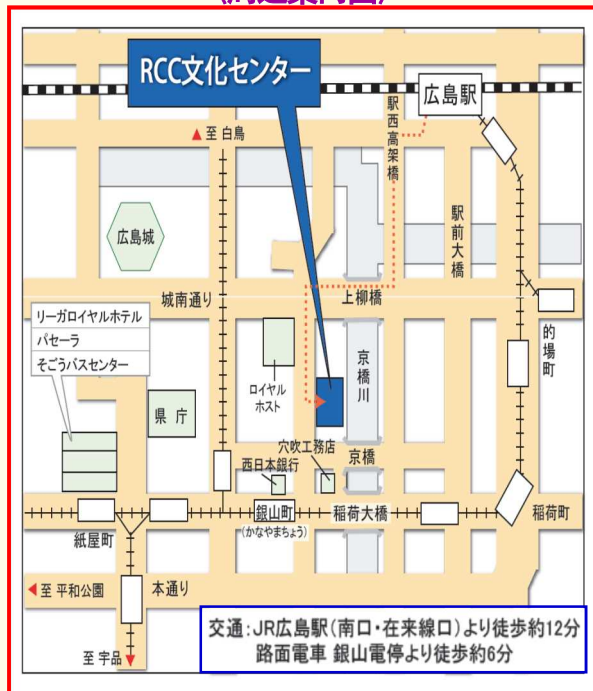 RCC文化センター
広島駅
駅西高架橋
至 白鳥
広島城
駅前大橋
城南通り
上柳橋
リーガロイヤルホテル
パセーラ
そごうバスセンター
的場町
ロイヤル
ホスト
京橋川
県庁
穴吹工務店
西日本銀行
京橋
銀山町
(かなやまちょう)
稲荷大橋
稲荷町
紙屋町
至 平和公園
本通り
至 宇品
交通:JR広島駅(南口・在来線口)より徒歩約12分
路面電車 銀山電停より徒歩約6分